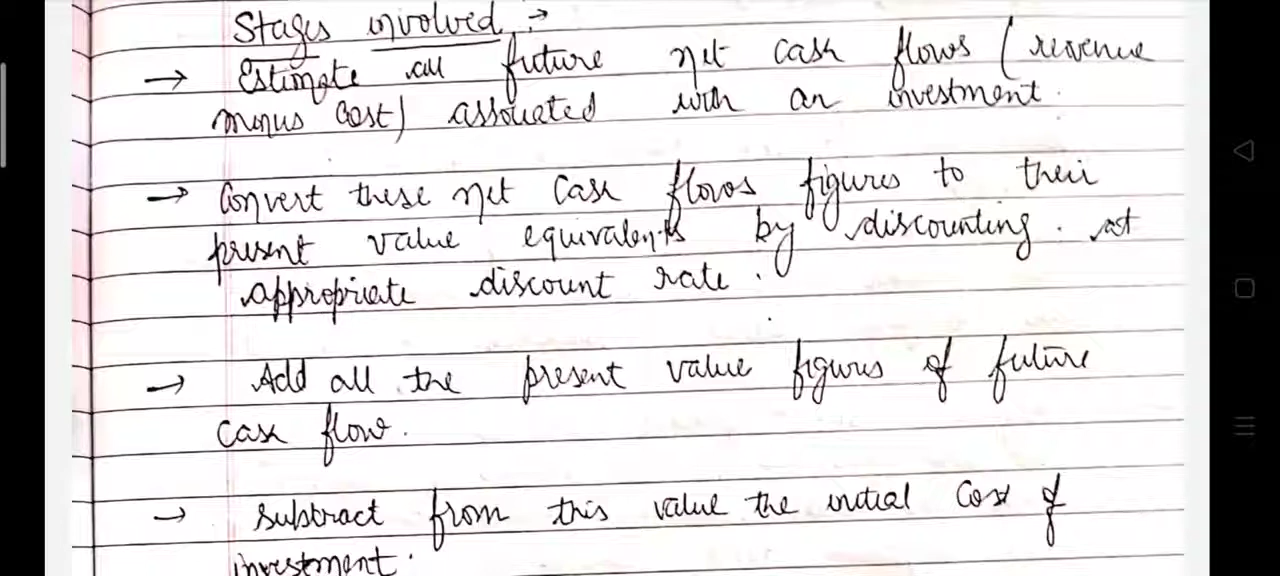 Stages involved :→
→ Estimate all future net cash flows (revenue
minus cost) associated with an investment.
→ Convert these net cash flows figures to their
present value equivalents by discounting. at
appropriate discount rate.
→ Add all the present value figures of future
cash flow.
→ Subtract from this value the initial cost of
investment.